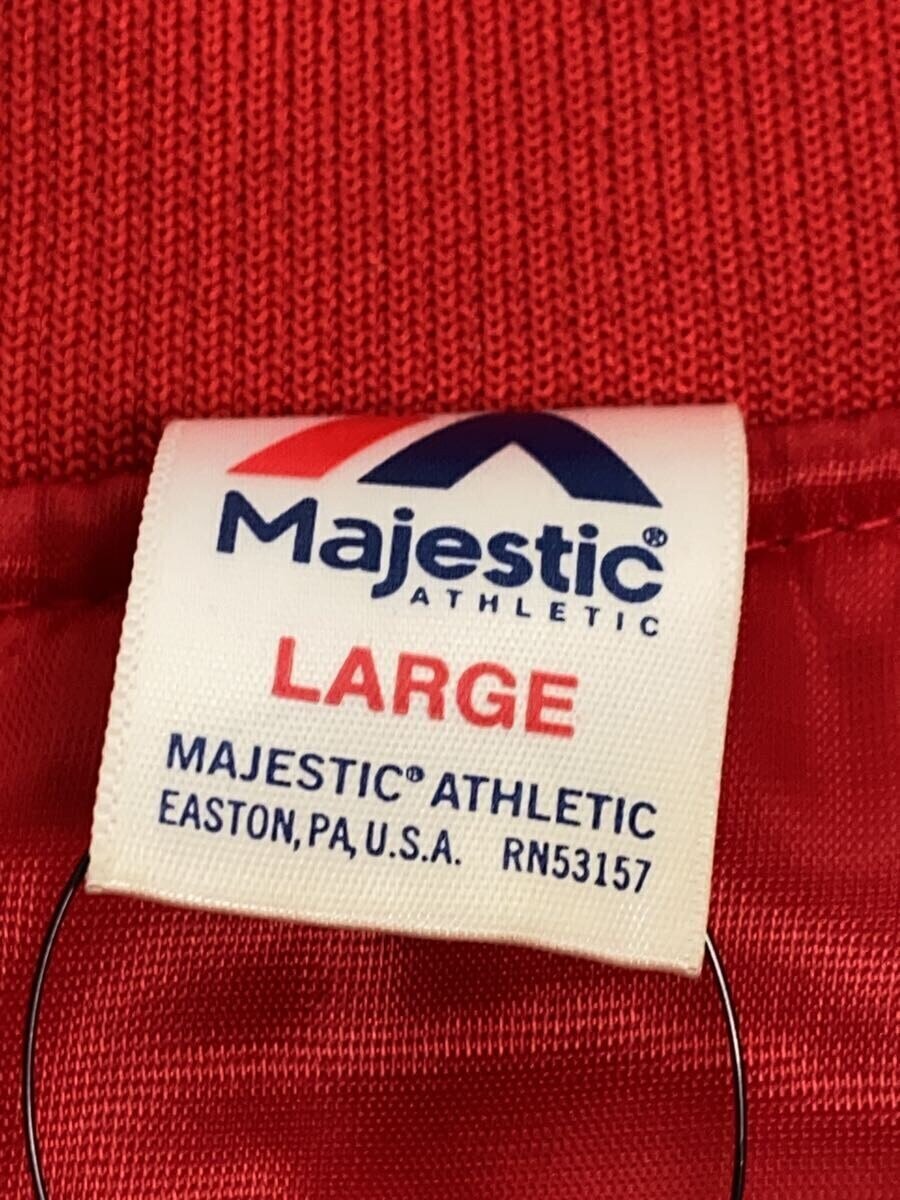 Majestic®
ATHLETIC
LARGE
MAJESTIC® ATHLETIC
EASTON, PA, U.S.A. RN53157